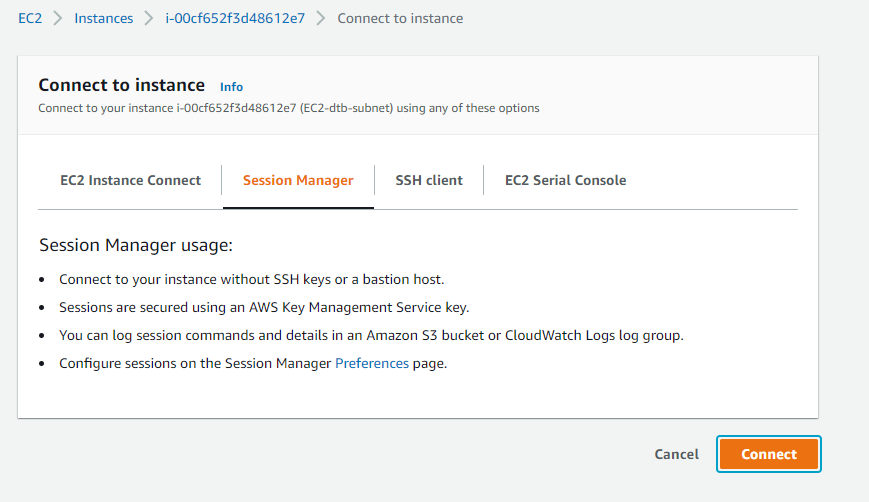 EC2 > Instances > i-00cf652f3d48612e7 > Connect to instance
Connect to instance Info
Connect to your instance i-00cf652f3d48612e7 (EC2-dtb-subnet) using any of these options
EC2 Instance Connect Session Manager SSH client EC2 Serial Console
Session Manager usage:
• Connect to your instance without SSH keys or a bastion host.
• Sessions are secured using an AWS Key Management Service key.
• You can log session commands and details in an Amazon S3 bucket or CloudWatch Logs log group.
• Configure sessions on the Session Manager Preferences page.
Cancel Connect